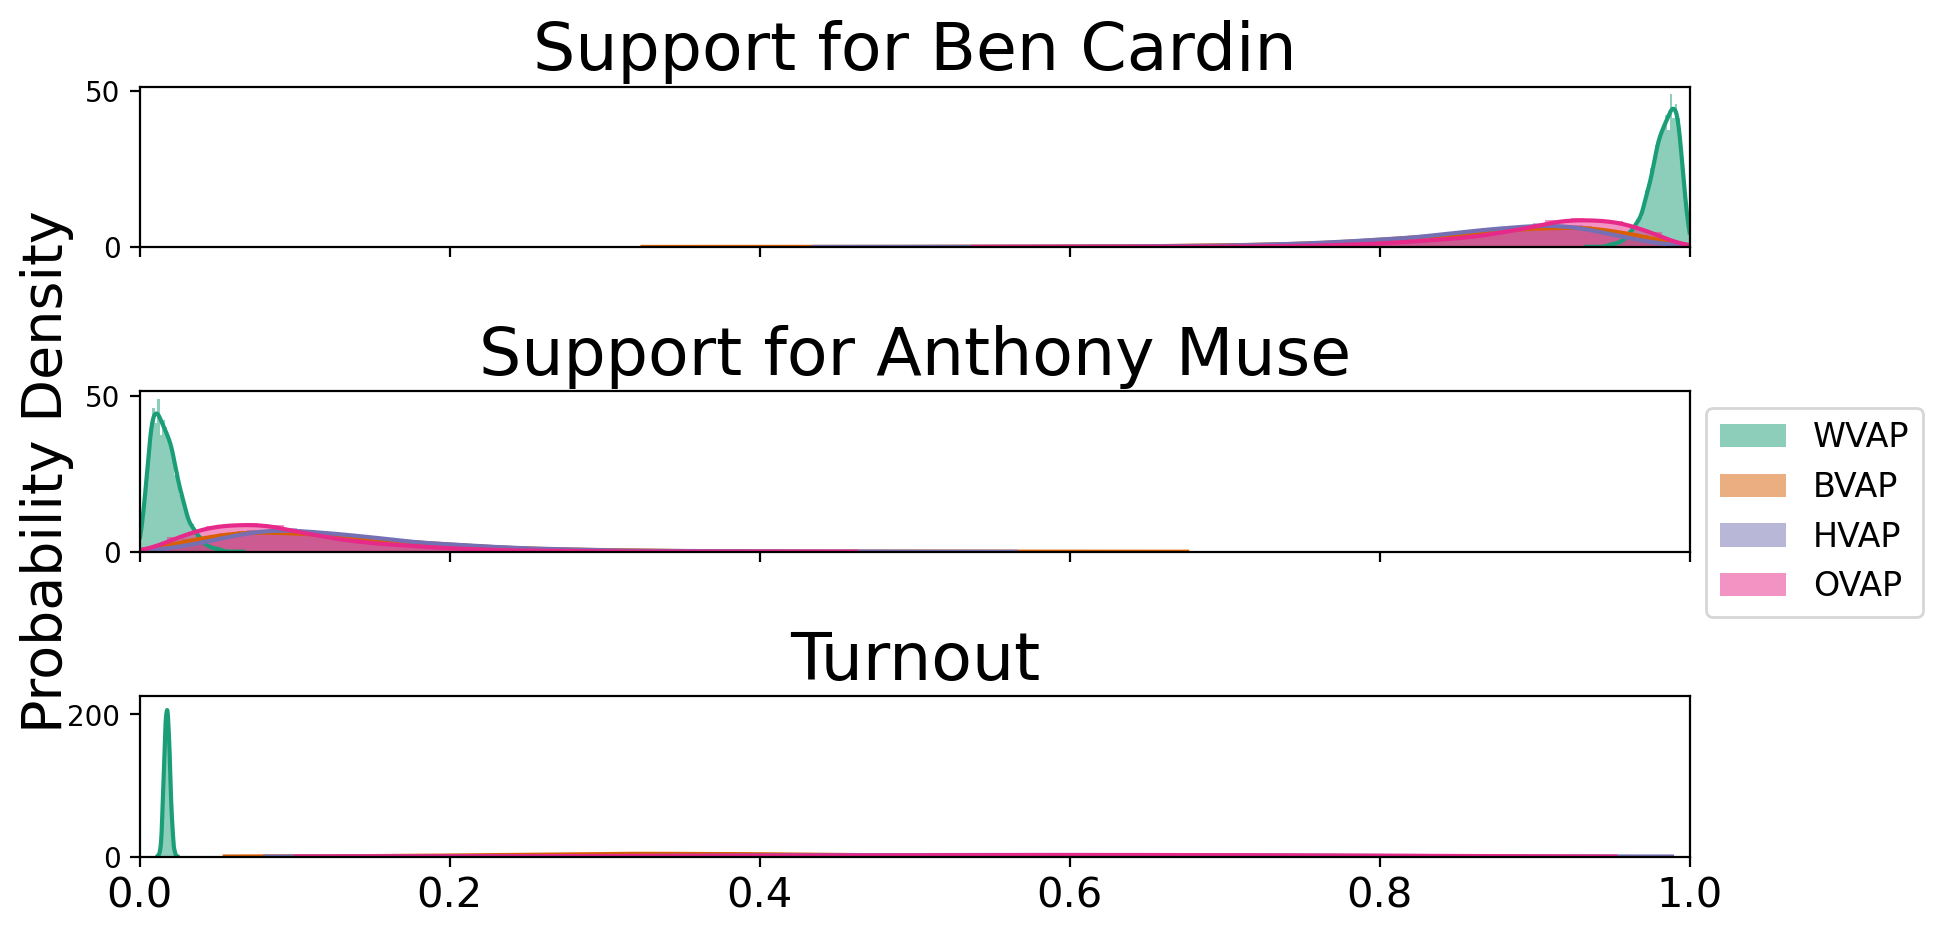 Support for Ben Cardin
50
0
Support for Anthony Muse
50
0
Probability Density
WVAP
BVAP
HVAP
OVAP
Turnout
200
0
0.0 0.2 0.4 0.6 0.8 1.0